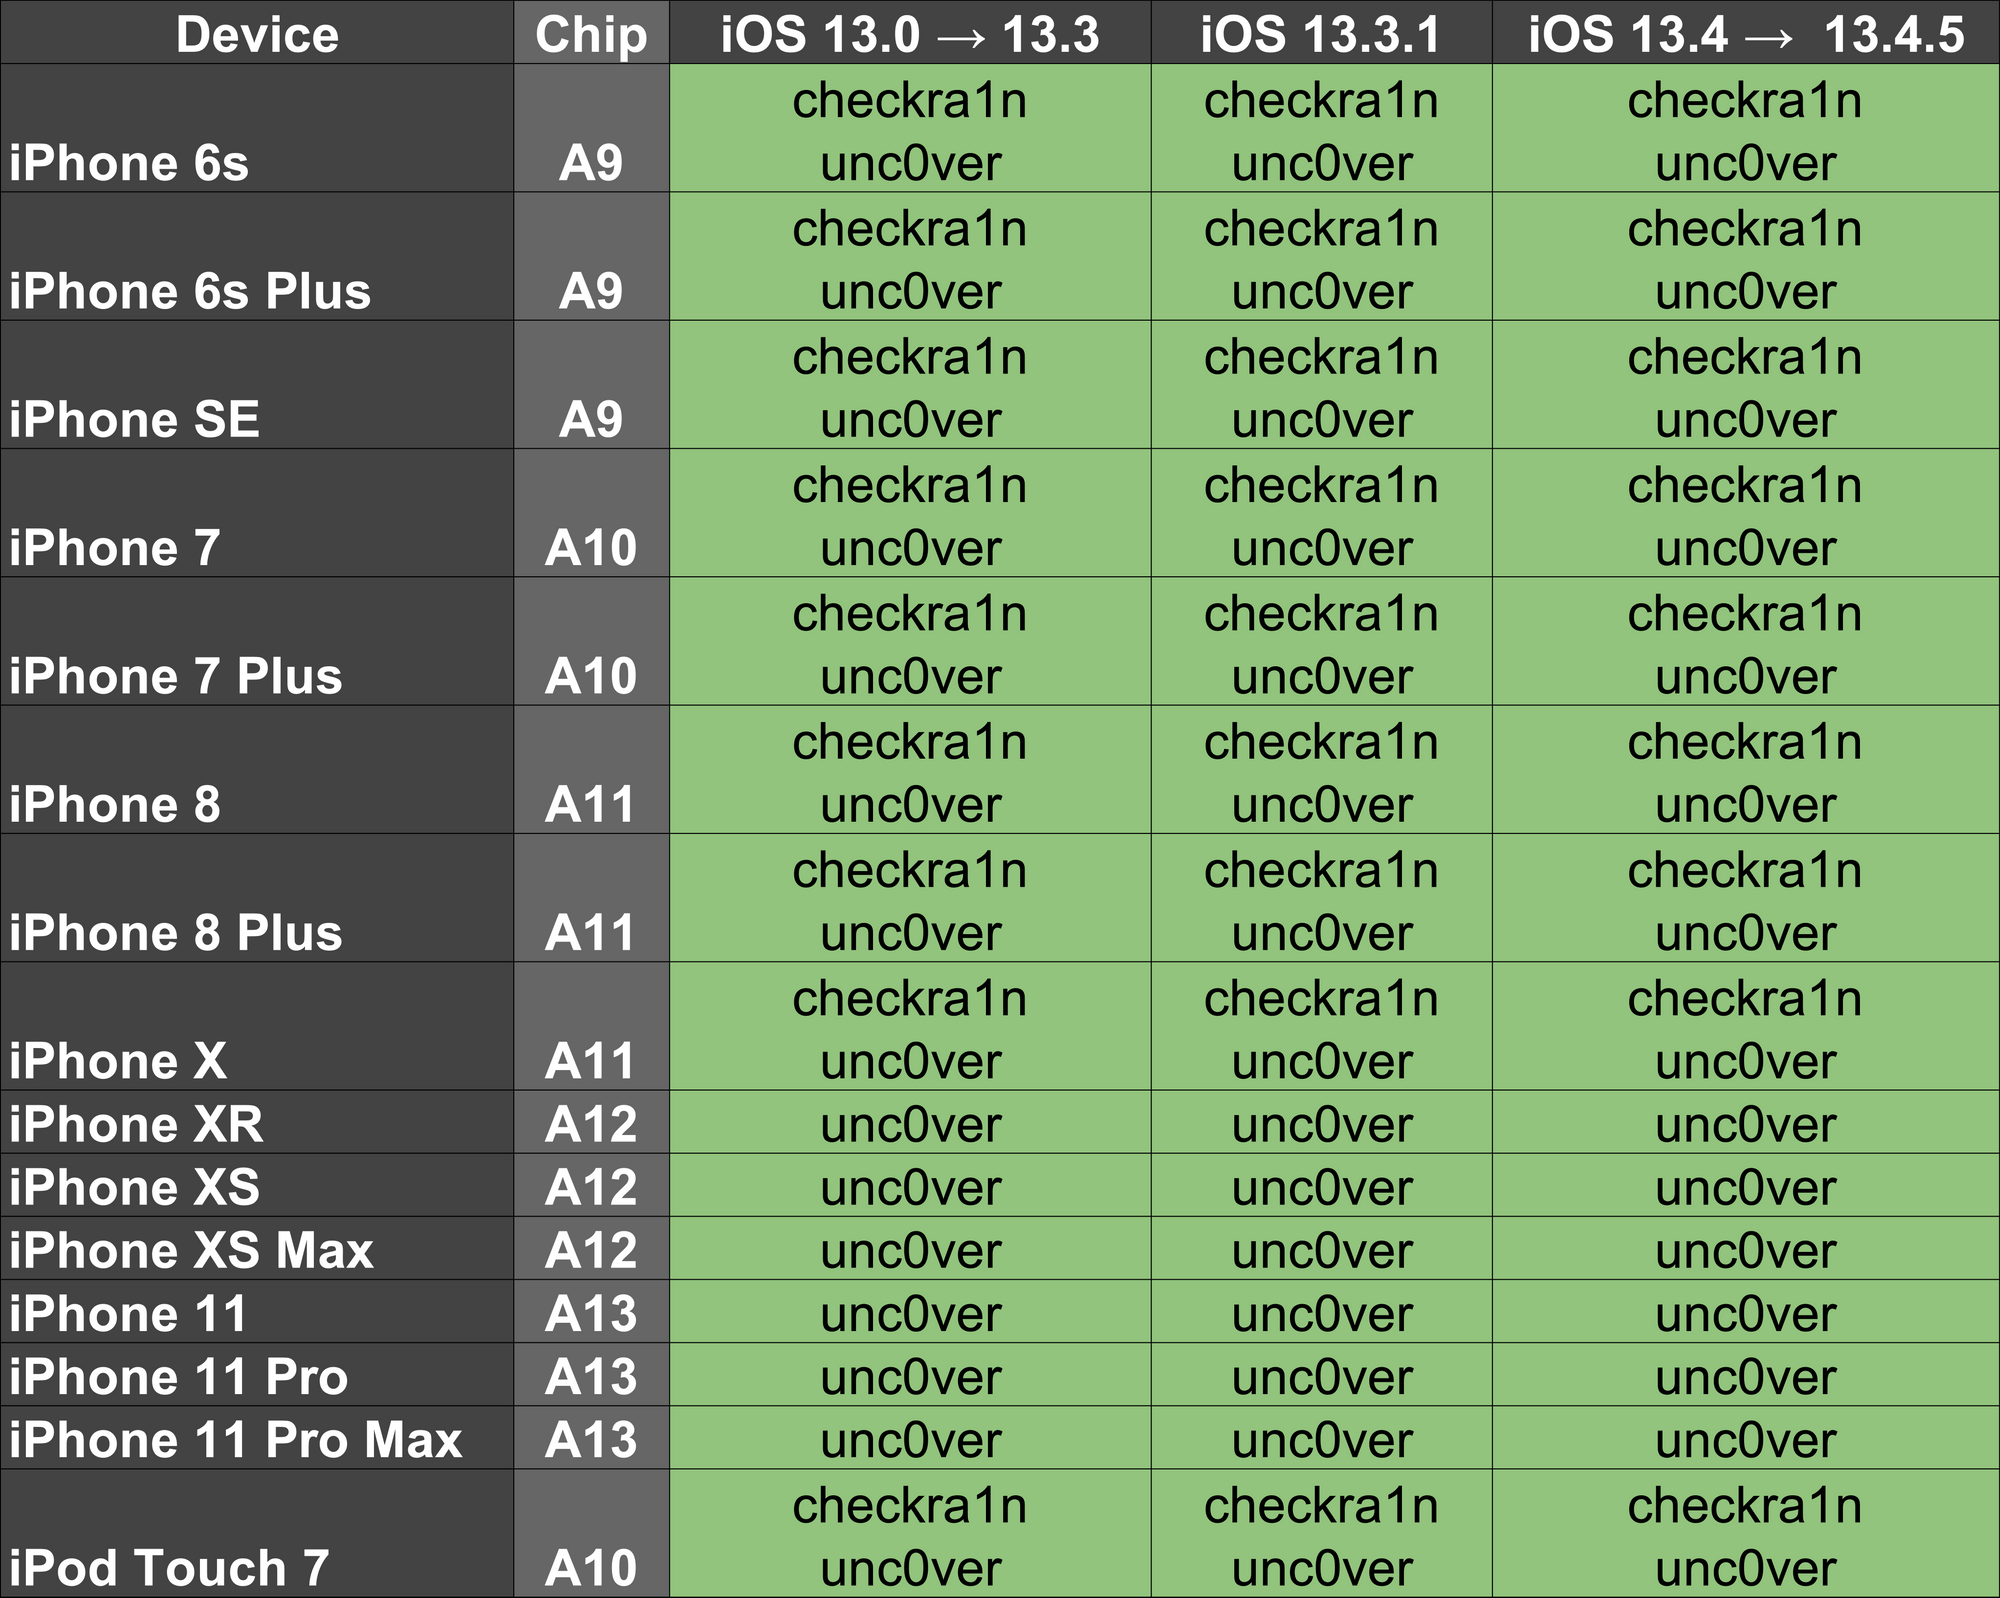 Device Chip iOS 13.0 → 13.3 iOS 13.3.1 iOS 13.4 → 13.4.5
checkra1n checkra1n checkra1n
iPhone 6s A9 unc0ver unc0ver unc0ver
checkra1n checkra1n checkra1n
iPhone 6s Plus A9 unc0ver unc0ver unc0ver
checkra1n checkra1n checkra1n
iPhone SE A9 unc0ver unc0ver unc0ver
checkra1n checkra1n checkra1n
iPhone 7 A10 unc0ver unc0ver unc0ver
checkra1n checkra1n checkra1n
iPhone 7 Plus A10 unc0ver unc0ver unc0ver
checkra1n checkra1n checkra1n
iPhone 8 A11 unc0ver unc0ver unc0ver
checkra1n checkra1n checkra1n
iPhone 8 Plus A11 unc0ver unc0ver unc0ver
checkra1n checkra1n checkra1n
iPhone X A11 unc0ver unc0ver unc0ver
iPhone XR A12 unc0ver unc0ver unc0ver
iPhone XS A12 unc0ver unc0ver unc0ver
iPhone XS Max A12 unc0ver unc0ver unc0ver
iPhone 11 A13 unc0ver unc0ver unc0ver
iPhone 11 Pro A13 unc0ver unc0ver unc0ver
iPhone 11 Pro Max A13 unc0ver unc0ver unc0ver
checkra1n checkra1n checkra1n
iPod Touch 7 A10 unc0ver unc0ver unc0ver